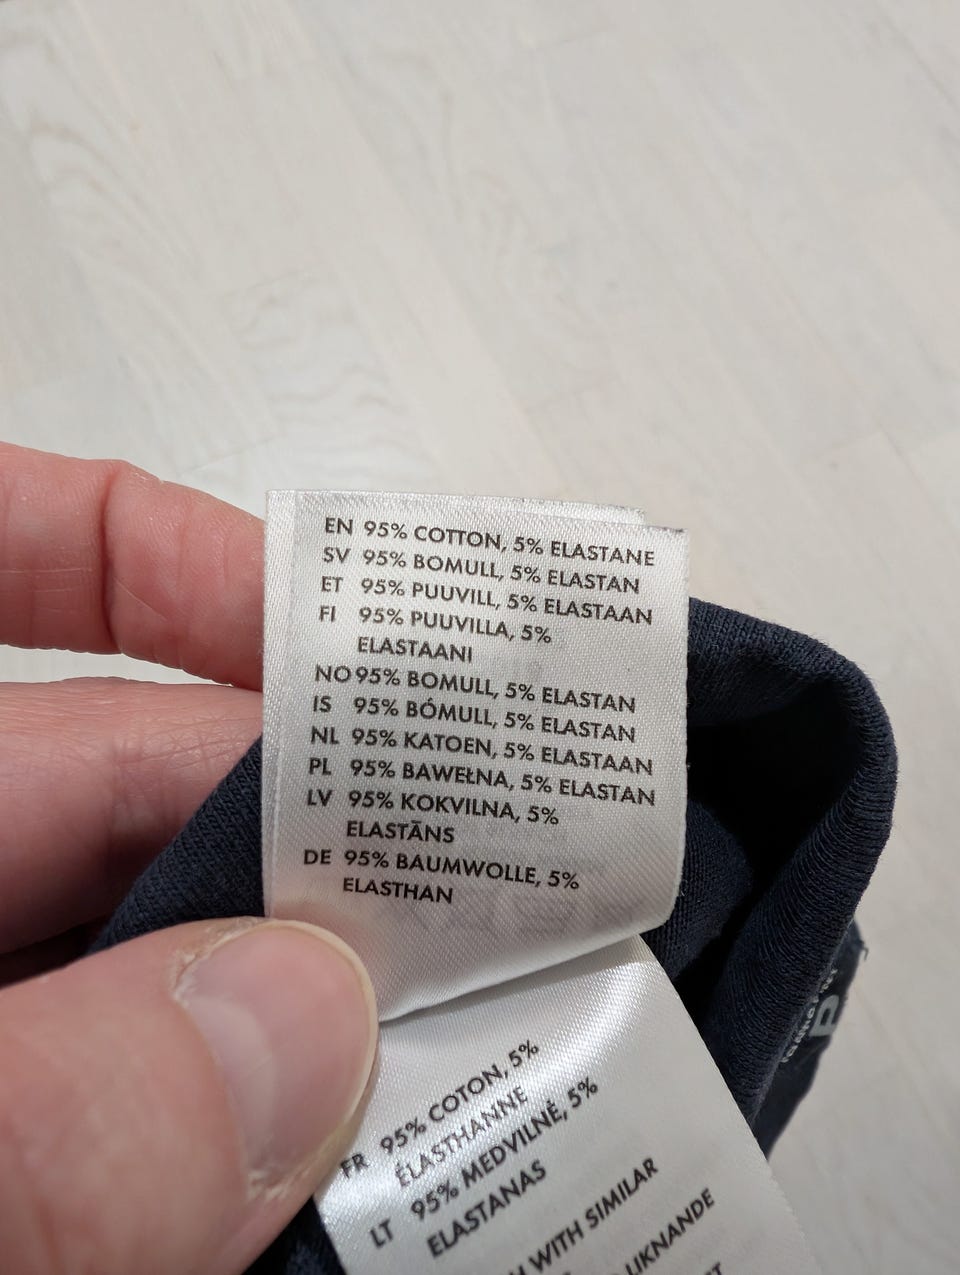 EN 95% COTTON, 5% ELASTANE
SV 95% BOMULL, 5% ELASTAN
ET 95% PUUVILL, 5% ELASTAAN
FI 95% PUUVILLA, 5%
ELASTAANI
NO 95% BOMULL, 5% ELASTAN
IS 95% BÓMULL, 5% ELASTAN
NL 95% KATOEN, 5% ELASTAAN
PL 95% BAWEŁNA, 5% ELASTAN
LV 95% KOKVILNA, 5%
ELASTĀNS
DE 95% BAUMWOLLE, 5%
ELASTHAN
FR 95% COTON, 5%
ÉLASTHANNE
LT 95% MEDVILNĖ, 5%
ELASTANAS
WITH SIMILAR
LIKNANDE